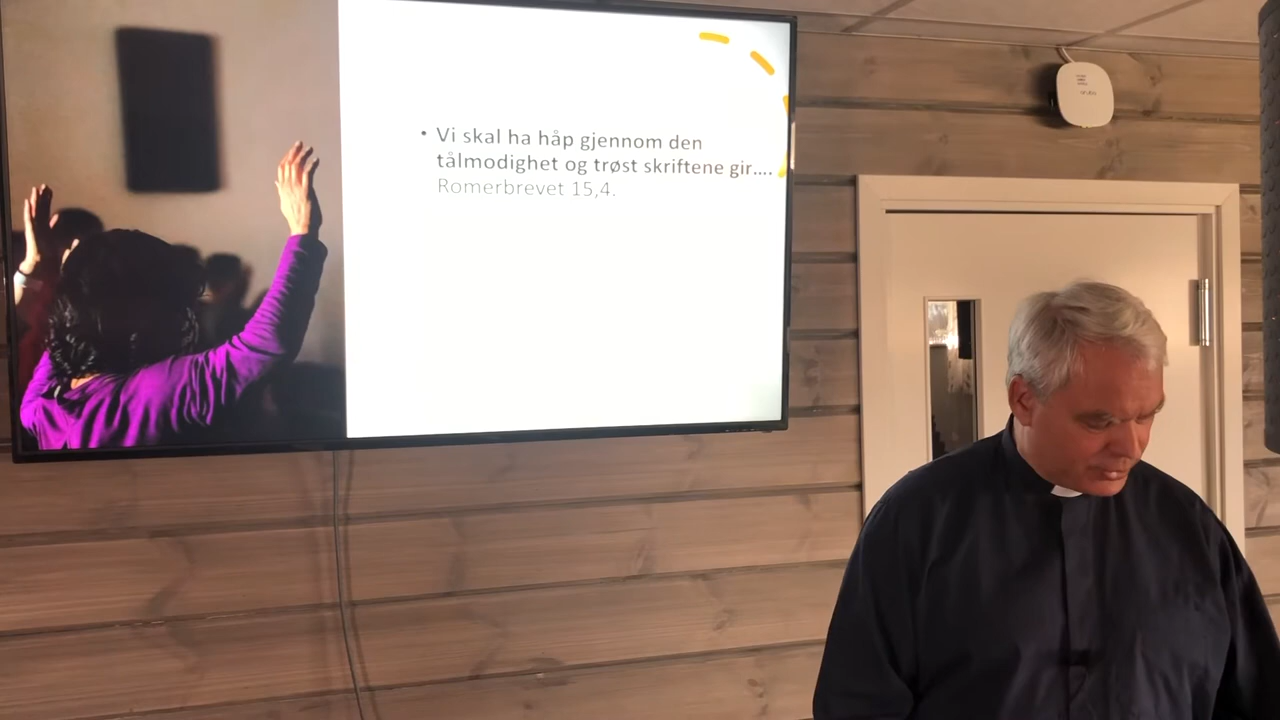 • Vi skal ha håp gjennom den
tålmodighet og trøst skriftene gir....
Romerbrevet 15,4.